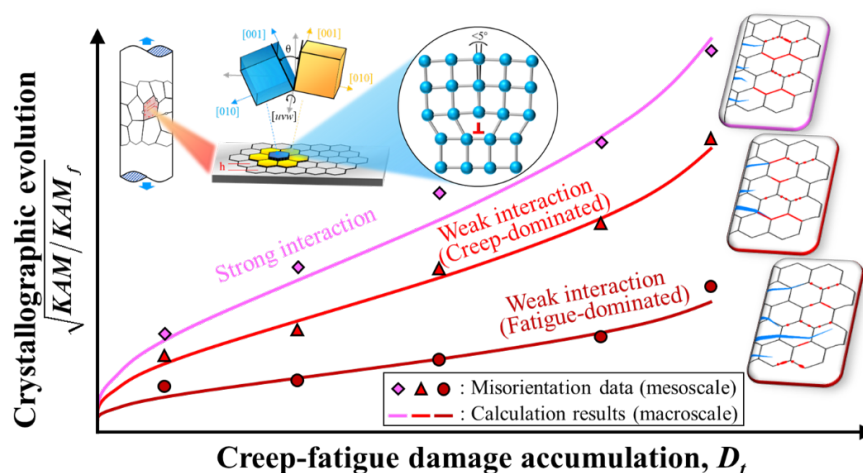 Crystallographic evolution
√KAM / KAM_f
[001]
θ
[001]
[010]
[010]
[uvw]
h
<5°
⊥
Strong interaction
Weak interaction
(Creep-dominated)
Weak interaction
(Fatigue-dominated)
: Misorientation data (mesoscale)
: Calculation results (macroscale)
Creep-fatigue damage accumulation, D_t